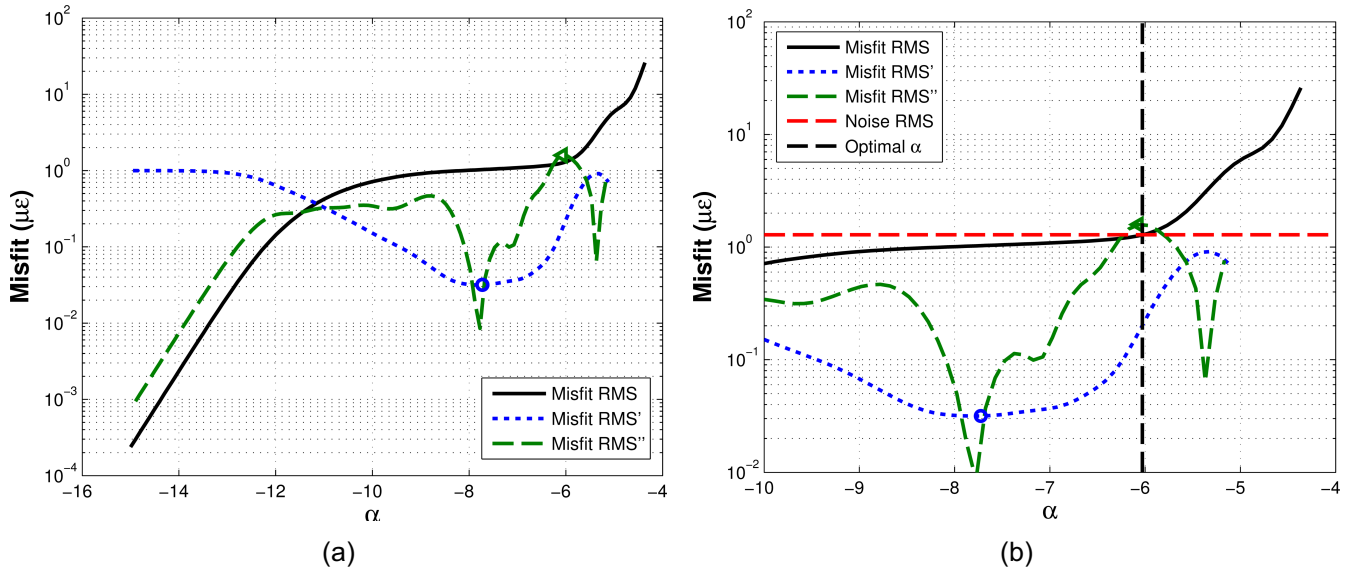 10^2
10^1
10^0
10^-1
10^-2
10^-3
10^-4
Misfit (με)
−16
−14
−12
−10
−8
−6
−4
α
Misfit RMS
Misfit RMS'
Misfit RMS''
(a)
10^2
10^1
10^0
10^-1
10^-2
Misfit (με)
−10
−9
−8
−7
−6
−5
−4
α
Misfit RMS
Misfit RMS'
Misfit RMS''
Noise RMS
Optimal α
(b)